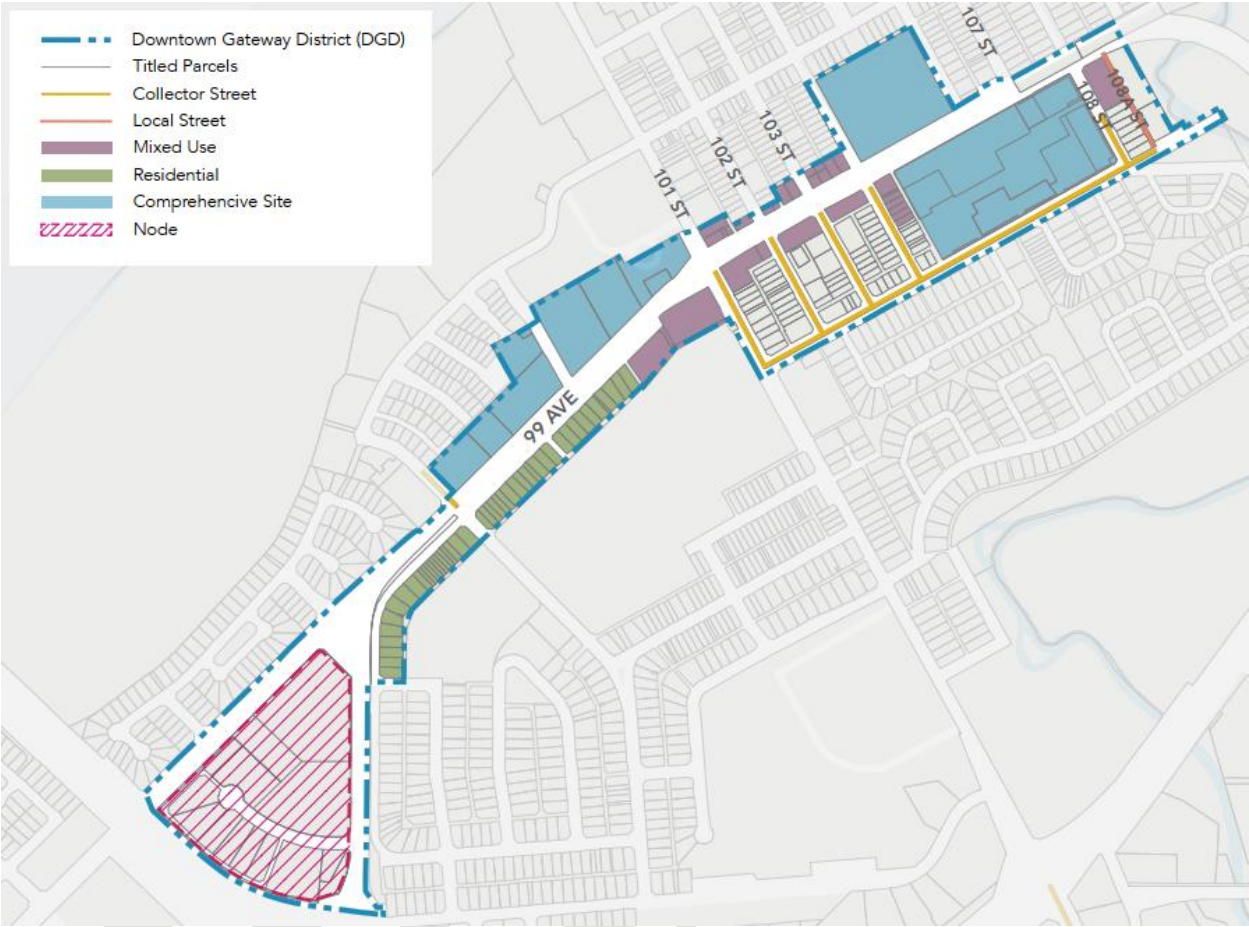 Downtown Gateway District (DGD)
Titled Parcels
Collector Street
Local Street
Mixed Use
Residential
Comprehencive Site
Node
107 ST
108 A ST
108 ST
103 ST
102 ST
101 ST
99 AVE